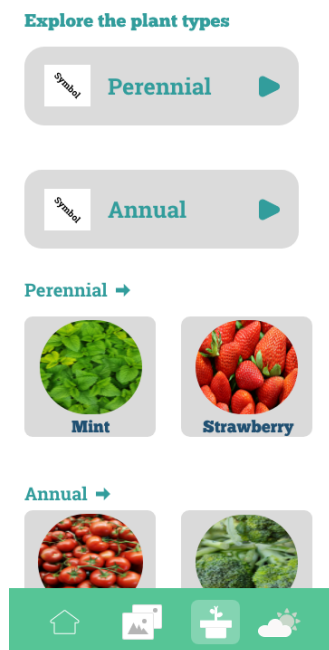 Explore the plant types
Symbol
Perennial
Symbol
Annual
Perennial
Mint
Strawberry
Annual